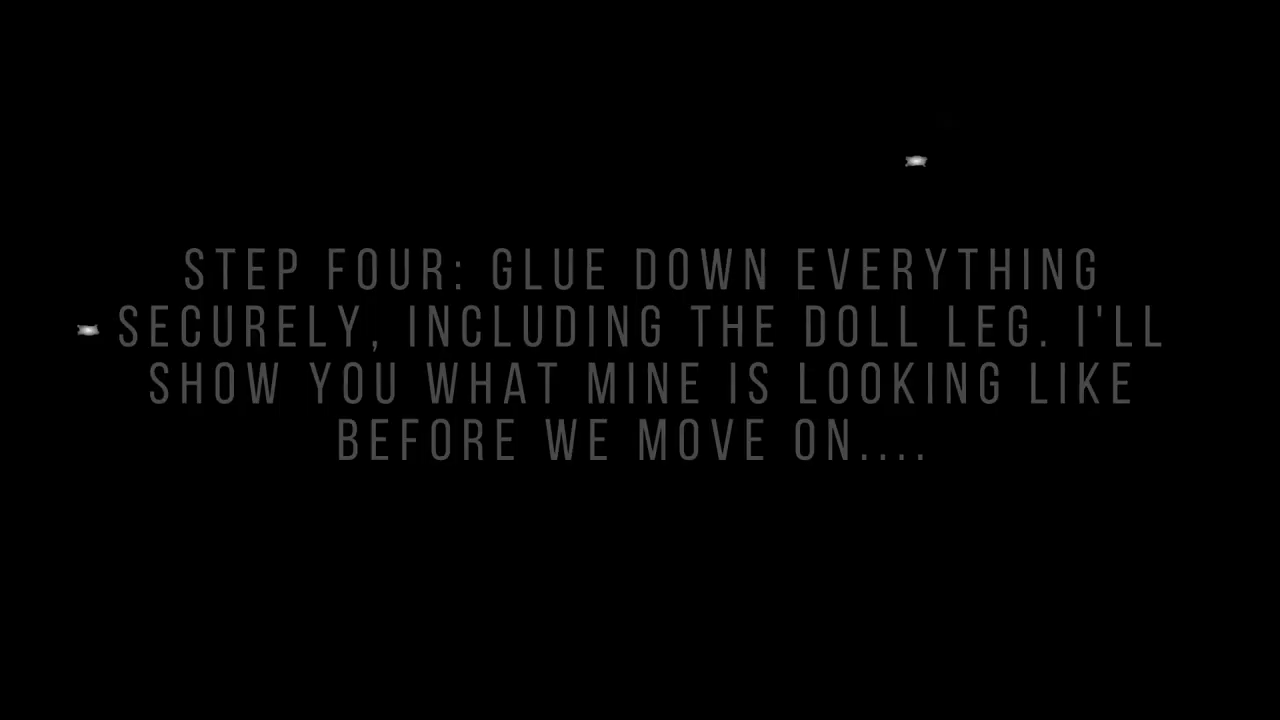 STEP FOUR: GLUE DOWN EVERYTHING
SECURELY, INCLUDING THE DOLL LEG. I'LL
SHOW YOU WHAT MINE IS LOOKING LIKE
BEFORE WE MOVE ON....